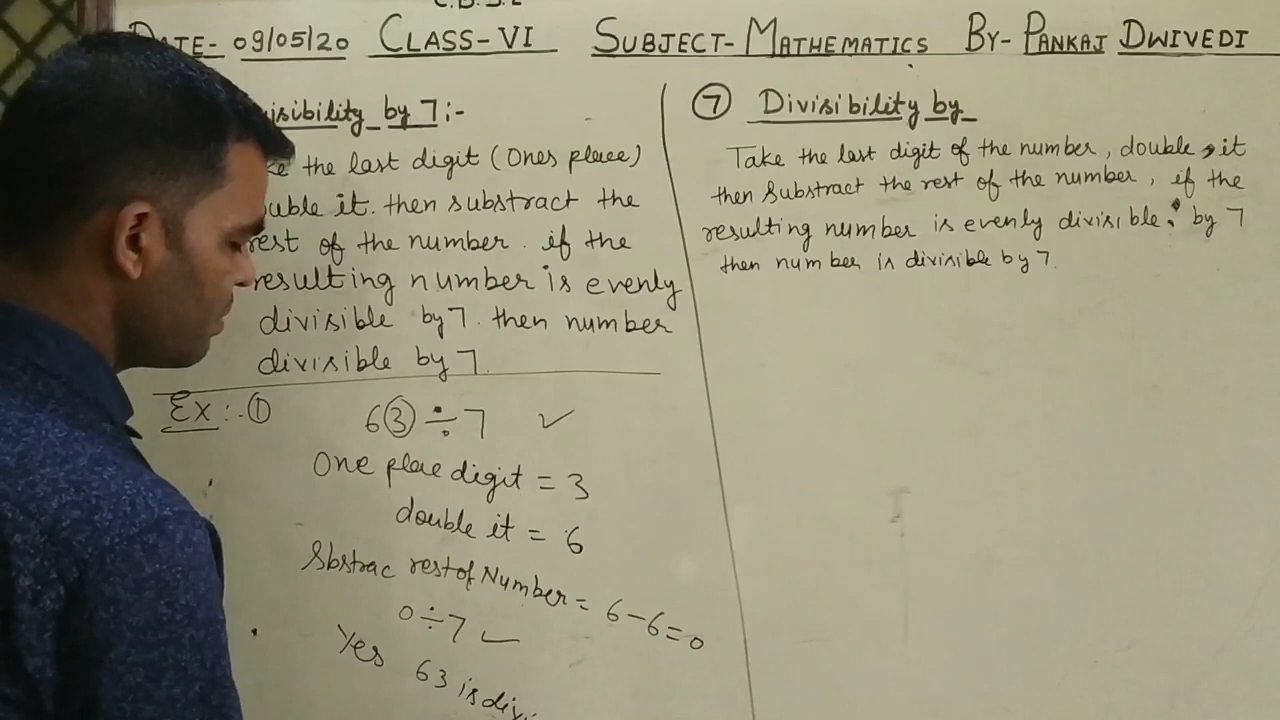 DATE- 09/05/20 CLASS-VI SUBJECT-MATHEMATICS BY-PANKAJ DWIVEDI
by 7:-
the last digit (Ones place)
it. then substract the
rest of the number. if the
resulting number is evenly
divisible by 7. then number
divisible by 7.
Ex:-①
6③÷7 ✓
One plae digit = 3
double it = 6
Sbstrac rest of Number = 6-6=0
0÷7 ✓
Yes 63 is
⑦ Divisibility by
Take the last digit of the number, double it
then Substract the rest of the number, if the
resulting number is evenly divisible. by 7
then number is divisible by 7.